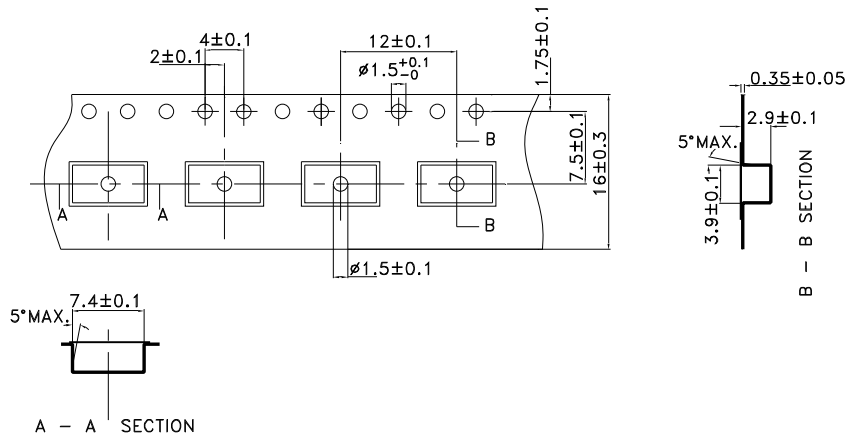 4±0.1
12±0.1
2±0.1
ø1.5+0.1 -0
1.75±0.1
0.35±0.05
2.9±0.1
B
7.5±0.1
16±0.3
5°MAX.
3.9±0.1
A
A
B
B – B SECTION
ø1.5±0.1
7.4±0.1
5°MAX.
A – A SECTION